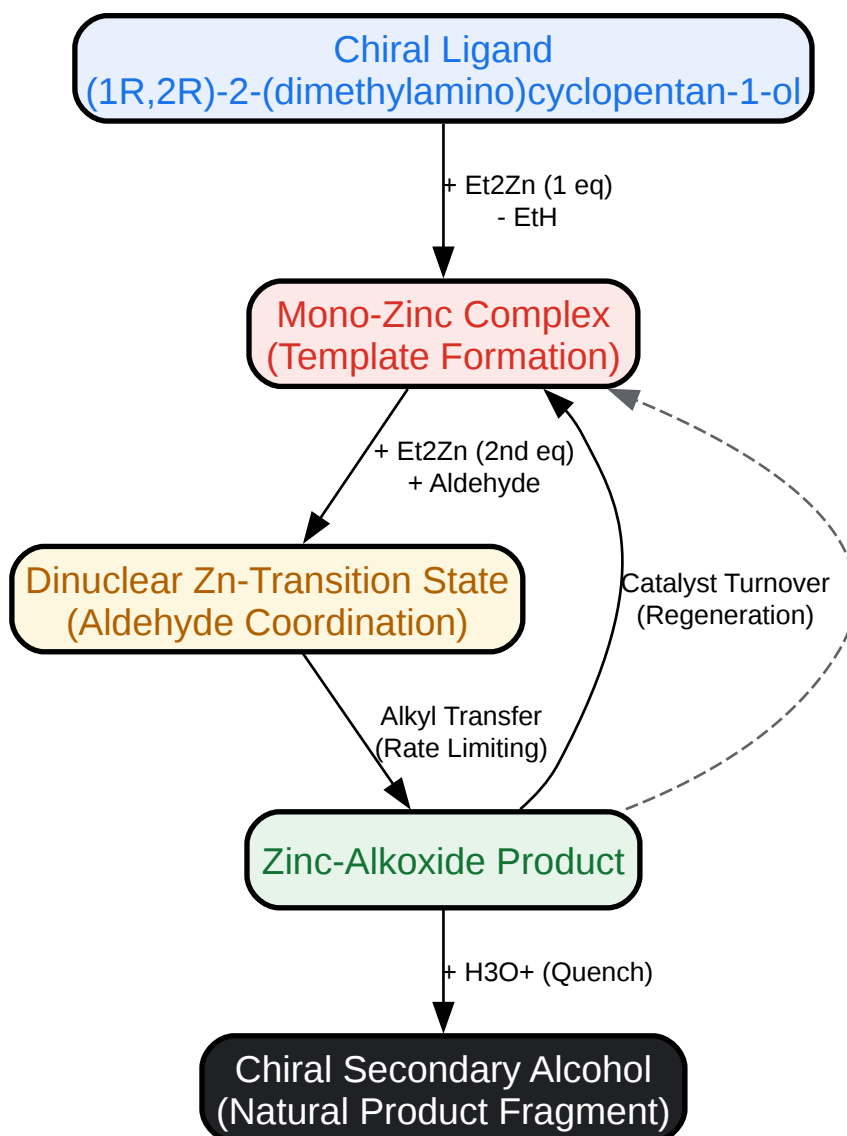 Chiral Ligand
(1R,2R)-2-(dimethylamino)cyclopentan-1-ol
+ Et2Zn (1 eq)
- EtH
Mono-Zinc Complex
(Template Formation)
+ Et2Zn (2nd eq)
+ Aldehyde
Dinuclear Zn-Transition State
(Aldehyde Coordination)
Catalyst Turnover
(Regeneration)
Alkyl Transfer
(Rate Limiting)
Zinc-Alkoxide Product
+ H3O+ (Quench)
Chiral Secondary Alcohol
(Natural Product Fragment)